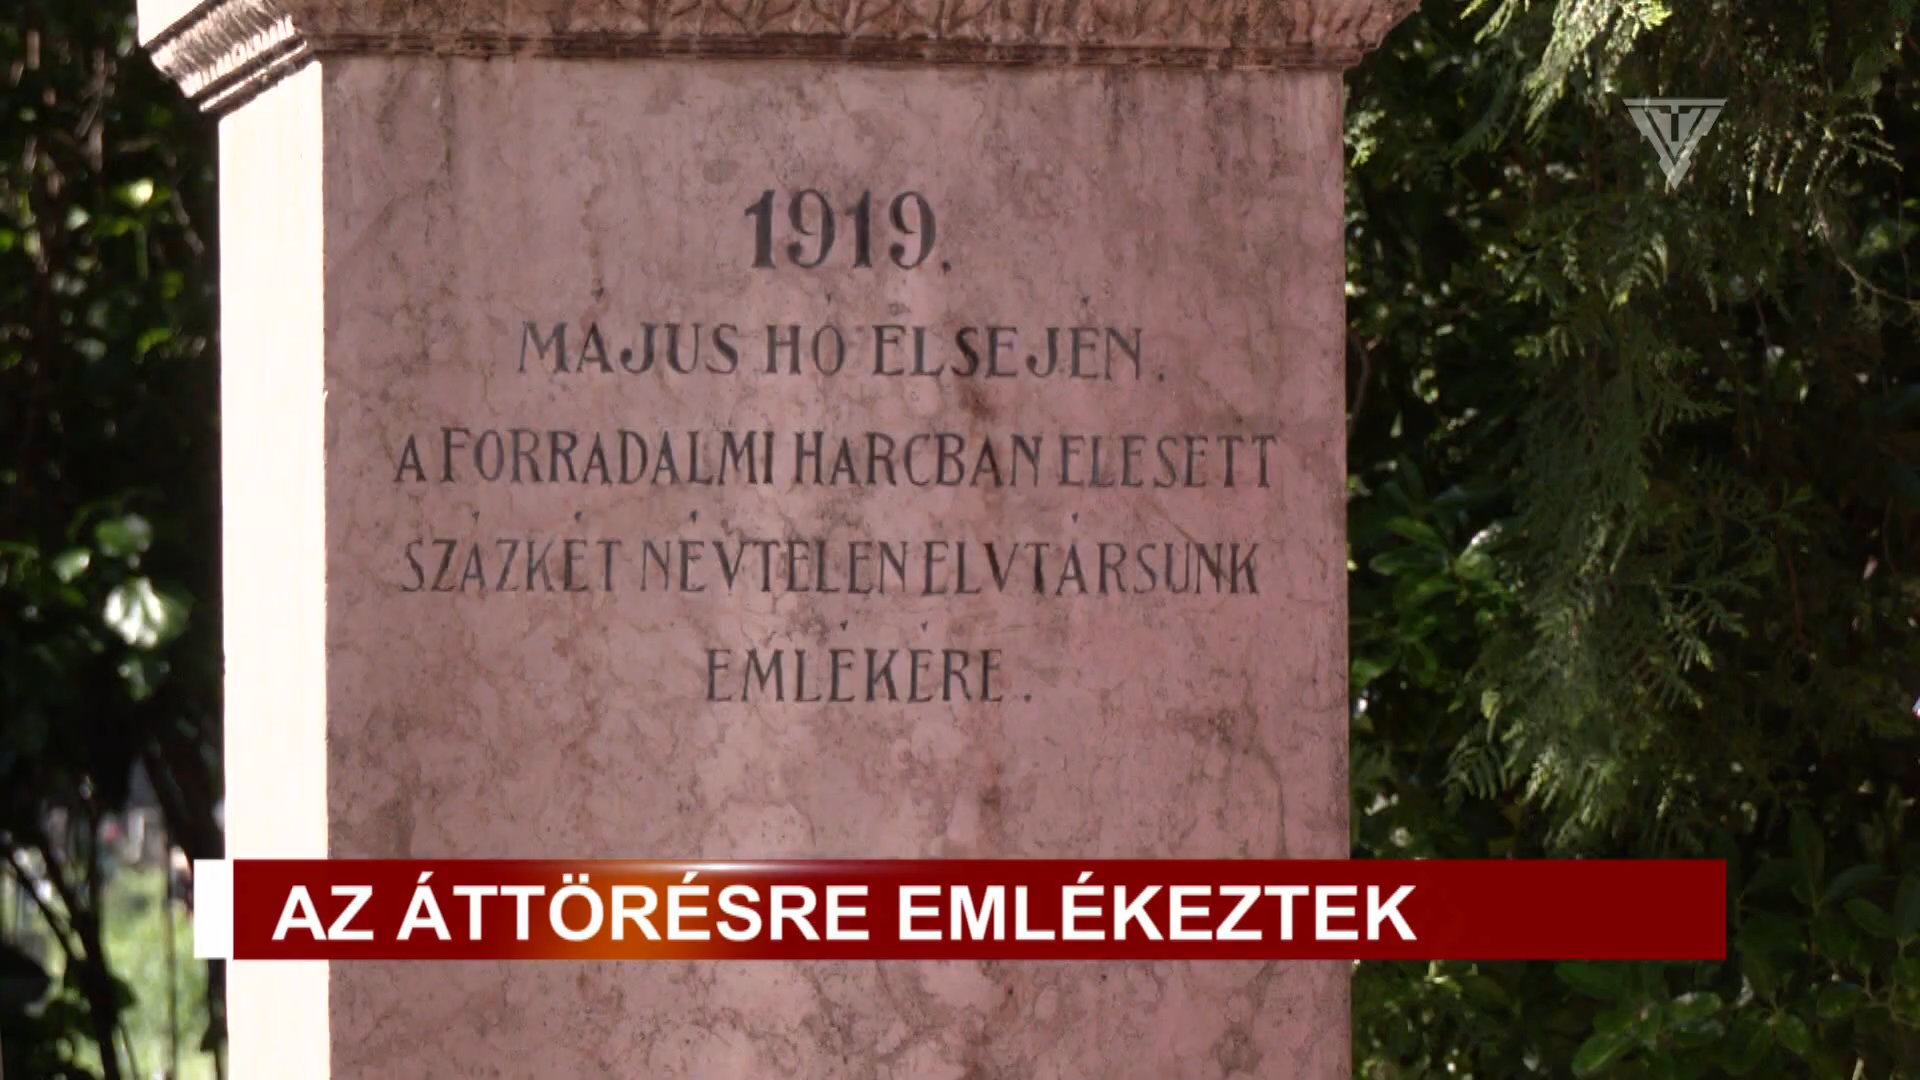 1919.
MÁJUS HÓ ELSEJÉN.
A FORRADALMI HARCBAN ELESETT
SZÁZKÉT NÉVTELEN ELVTÁRSUNK
EMLÉKÉRE.
AZ ÁTTÖRÉSRE EMLÉKEZTEK